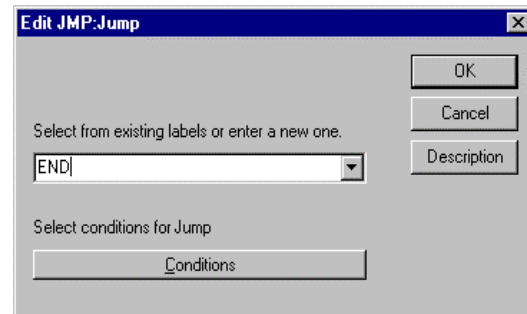 Edit JMP:Jump
OK
Cancel
Select from existing labels or enter a new one.
END
Description
Select conditions for Jump
Conditions